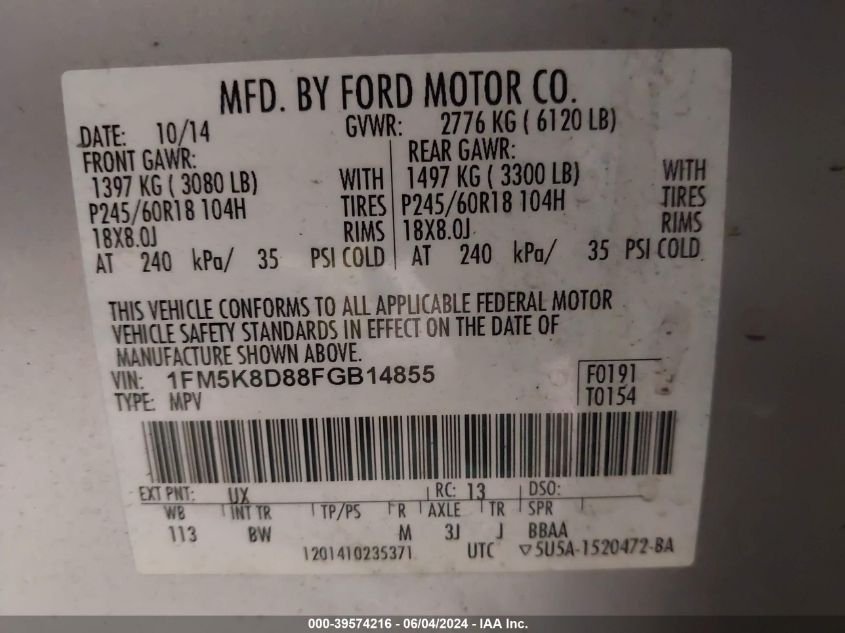 MFD. BY FORD MOTOR CO.
DATE: 10/14 GVWR: 2776 KG ( 6120 LB)
FRONT GAWR: REAR GAWR:
1397 KG ( 3080 LB) WITH 1497 KG ( 3300 LB) WITH
P245/60R18 104H TIRES P245/60R18 104H TIRES
18X8.0J RIMS 18X8.0J RIMS
AT 240 kPa/ 35 PSI COLD AT 240 kPa/ 35 PSI COLD
THIS VEHICLE CONFORMS TO ALL APPLICABLE FEDERAL MOTOR
VEHICLE SAFETY STANDARDS IN EFFECT ON THE DATE OF
MANUFACTURE SHOWN ABOVE.
VIN: 1FM5K8D88FGB14855 F0191
TYPE: MPV T0154
EXT PNT: UX RC: 13 DSO:
WB INT TR TP/PS R AXLE TR SPR
113 BW M 3J J BBAA
1201410235371 UTC ▽5U5A-1520472-BA
000-39574216 - 06/04/2024 - IAAI, Inc.